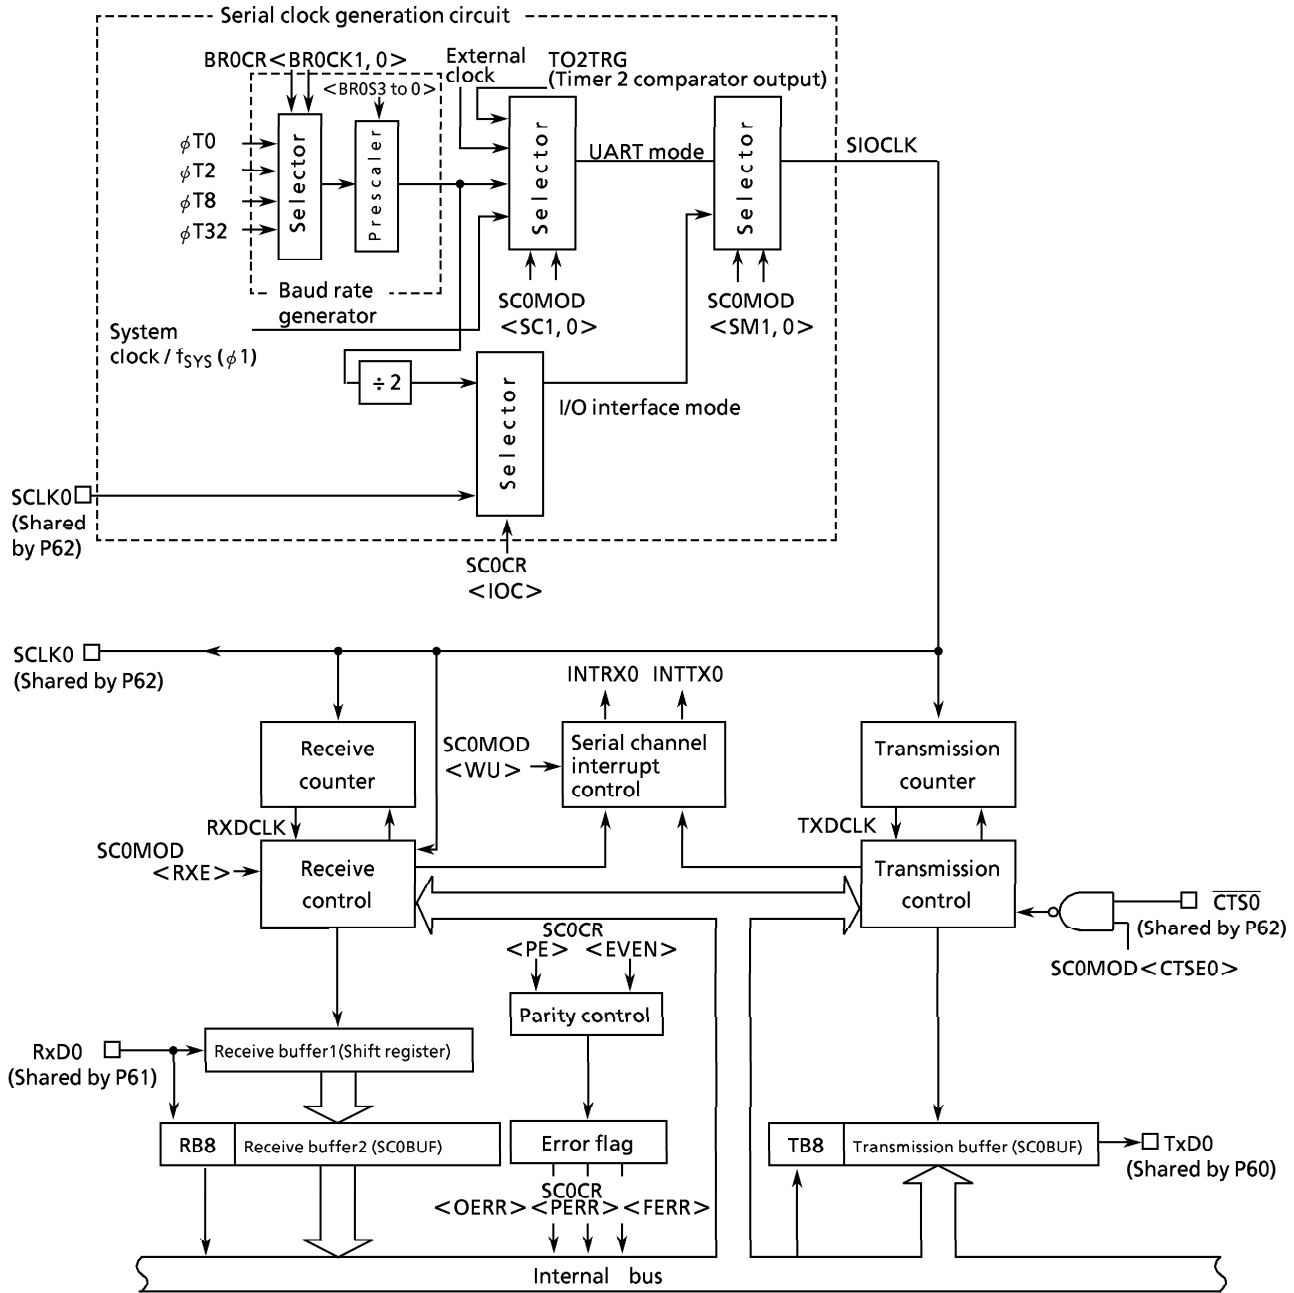 Serial clock generation circuit
BR0CR<BR0CK1, 0>
<BR0S3 to 0>
External
clock
TO2TRG
(Timer 2 comparator output)
φT0
φT2
φT8
φT32
Selector
Prescaler
Selector
UART mode
Selector
SIOCLK
Baud rate
generator
SC0MOD
<SC1, 0>
SC0MOD
<SM1, 0>
System
clock / fSYS (φ1)
÷ 2
Selector
I/O interface mode
SCLK0
(Shared
by P62)
SC0CR
<IOC>
SCLK0
(Shared by P62)
INTRX0 INTTX0
Receive
counter
SC0MOD
<WU>
Serial channel
interrupt
control
Transmission
counter
RXDCLK
TXDCLK
SC0MOD
<RXE>
Receive
control
Transmission
control
CTS0
(Shared by P62)
SC0MOD<CTSE0>
SC0CR
<PE> <EVEN>
Parity control
RxD0
(Shared by P61)
Receive buffer1(Shift register)
RB8
Receive buffer2 (SC0BUF)
Error flag
TB8
Transmission buffer (SC0BUF)
TxD0
(Shared by P60)
SC0CR
<OERR> <PERR> <FERR>
Internal bus